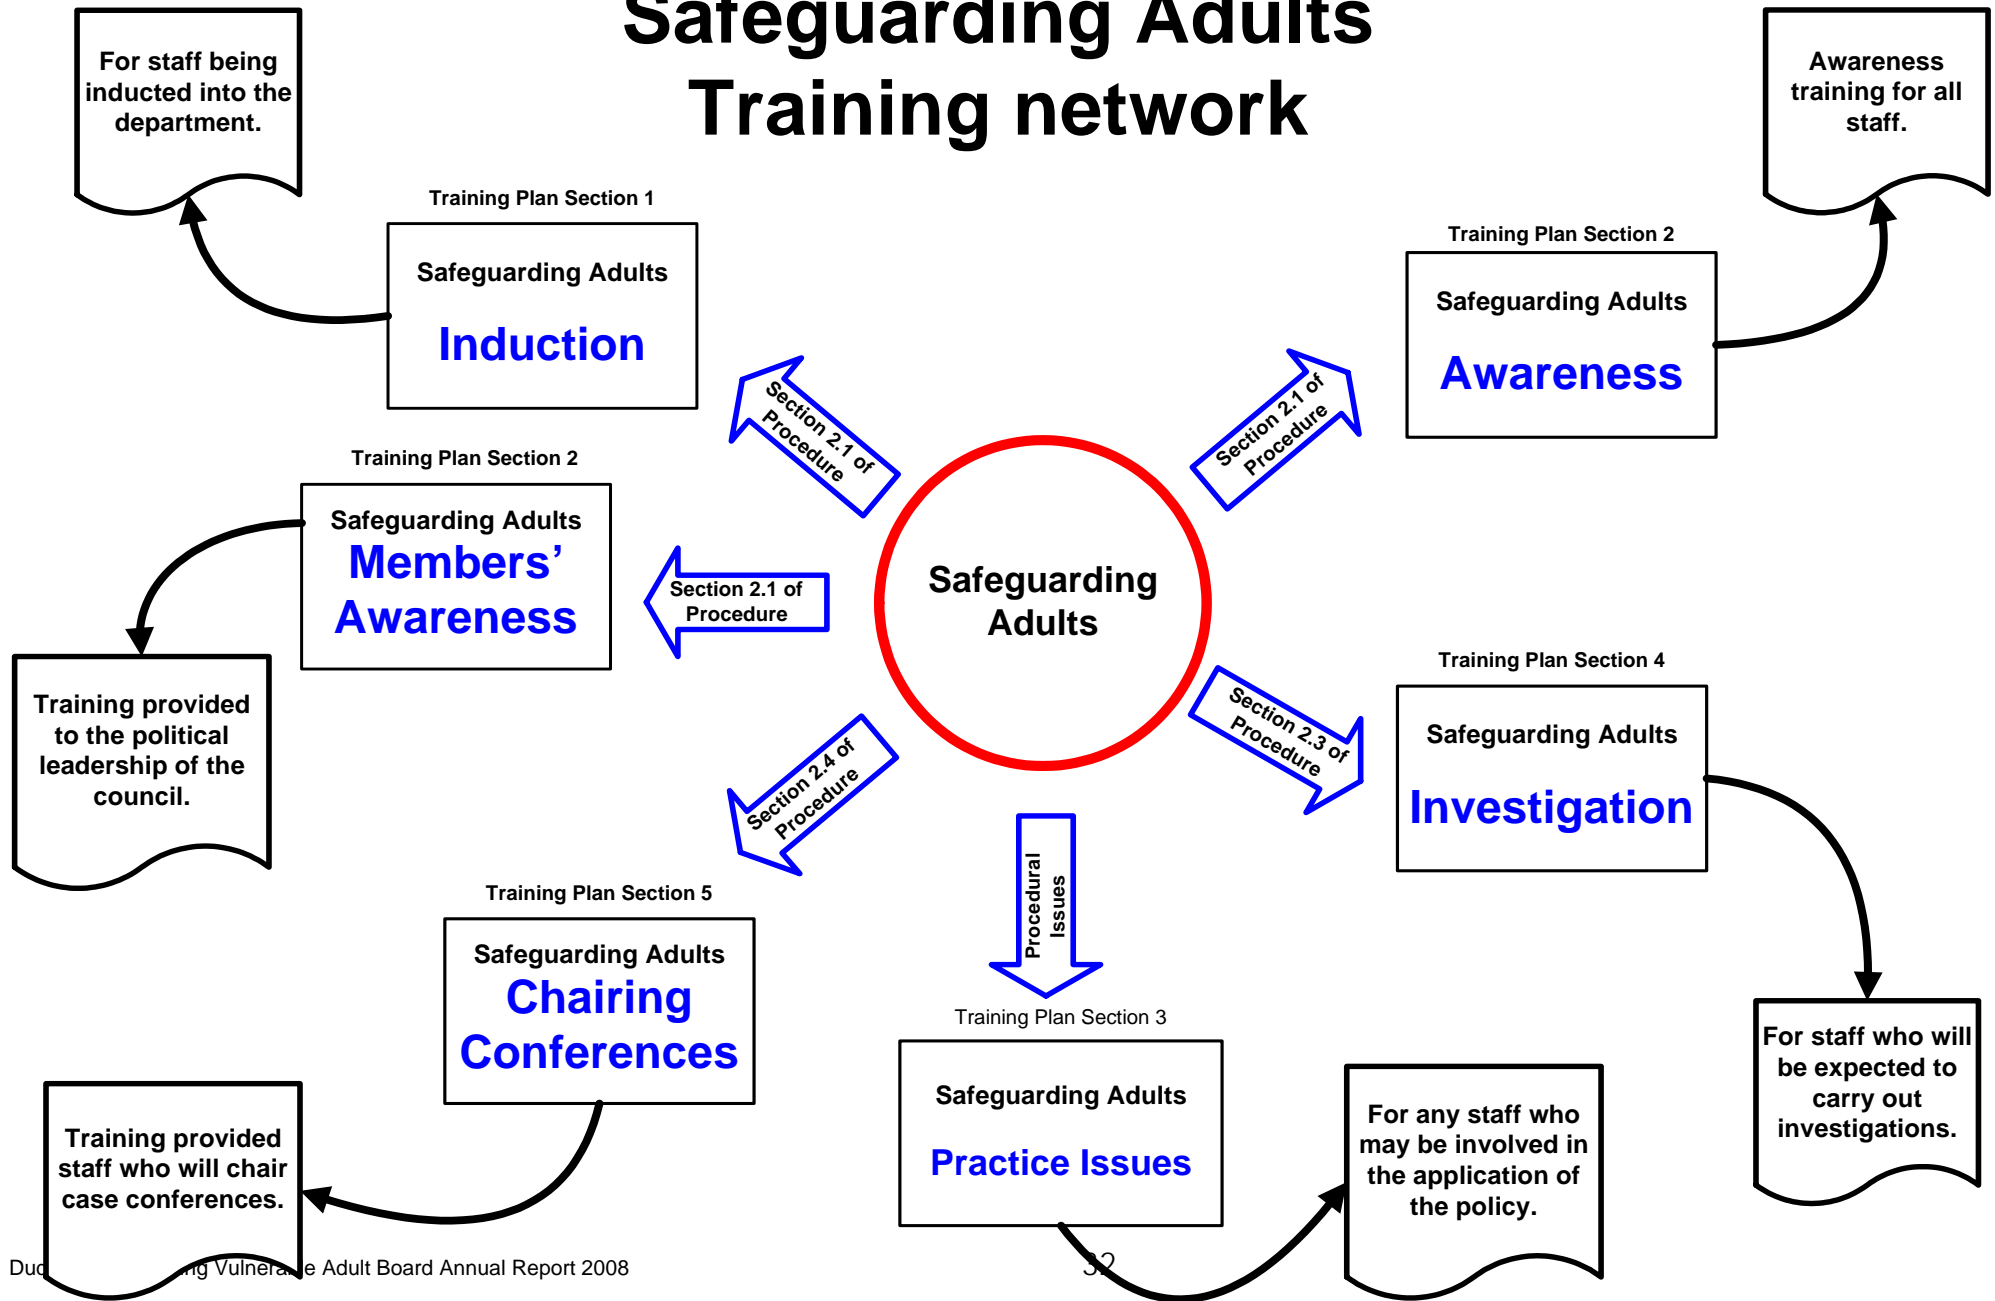 Safeguarding Adults
Training network
For staff being
inducted into the
department.
Awareness
training for all
staff.
Training Plan Section 1
Safeguarding Adults
Induction
Training Plan Section 2
Safeguarding Adults
Awareness
Section 2.1 of
Procedure
Section 2.1 of
Procedure
Training Plan Section 2
Safeguarding Adults
Members’
Awareness
Section 2.1 of
Procedure
Safeguarding
Adults
Training provided
to the political
leadership of the
council.
Section 2.4 of
Procedure
Section 2.3 of
Procedure
Training Plan Section 4
Safeguarding Adults
Investigation
Procedural
Issues
Training Plan Section 5
Safeguarding Adults
Chairing
Conferences
Training Plan Section 3
Safeguarding Adults
Practice Issues
For staff who will
be expected to
carry out
investigations.
For any staff who
may be involved in
the application of
the policy.
Training provided
staff who will chair
case conferences.
Adult Board Annual Report 2008
32